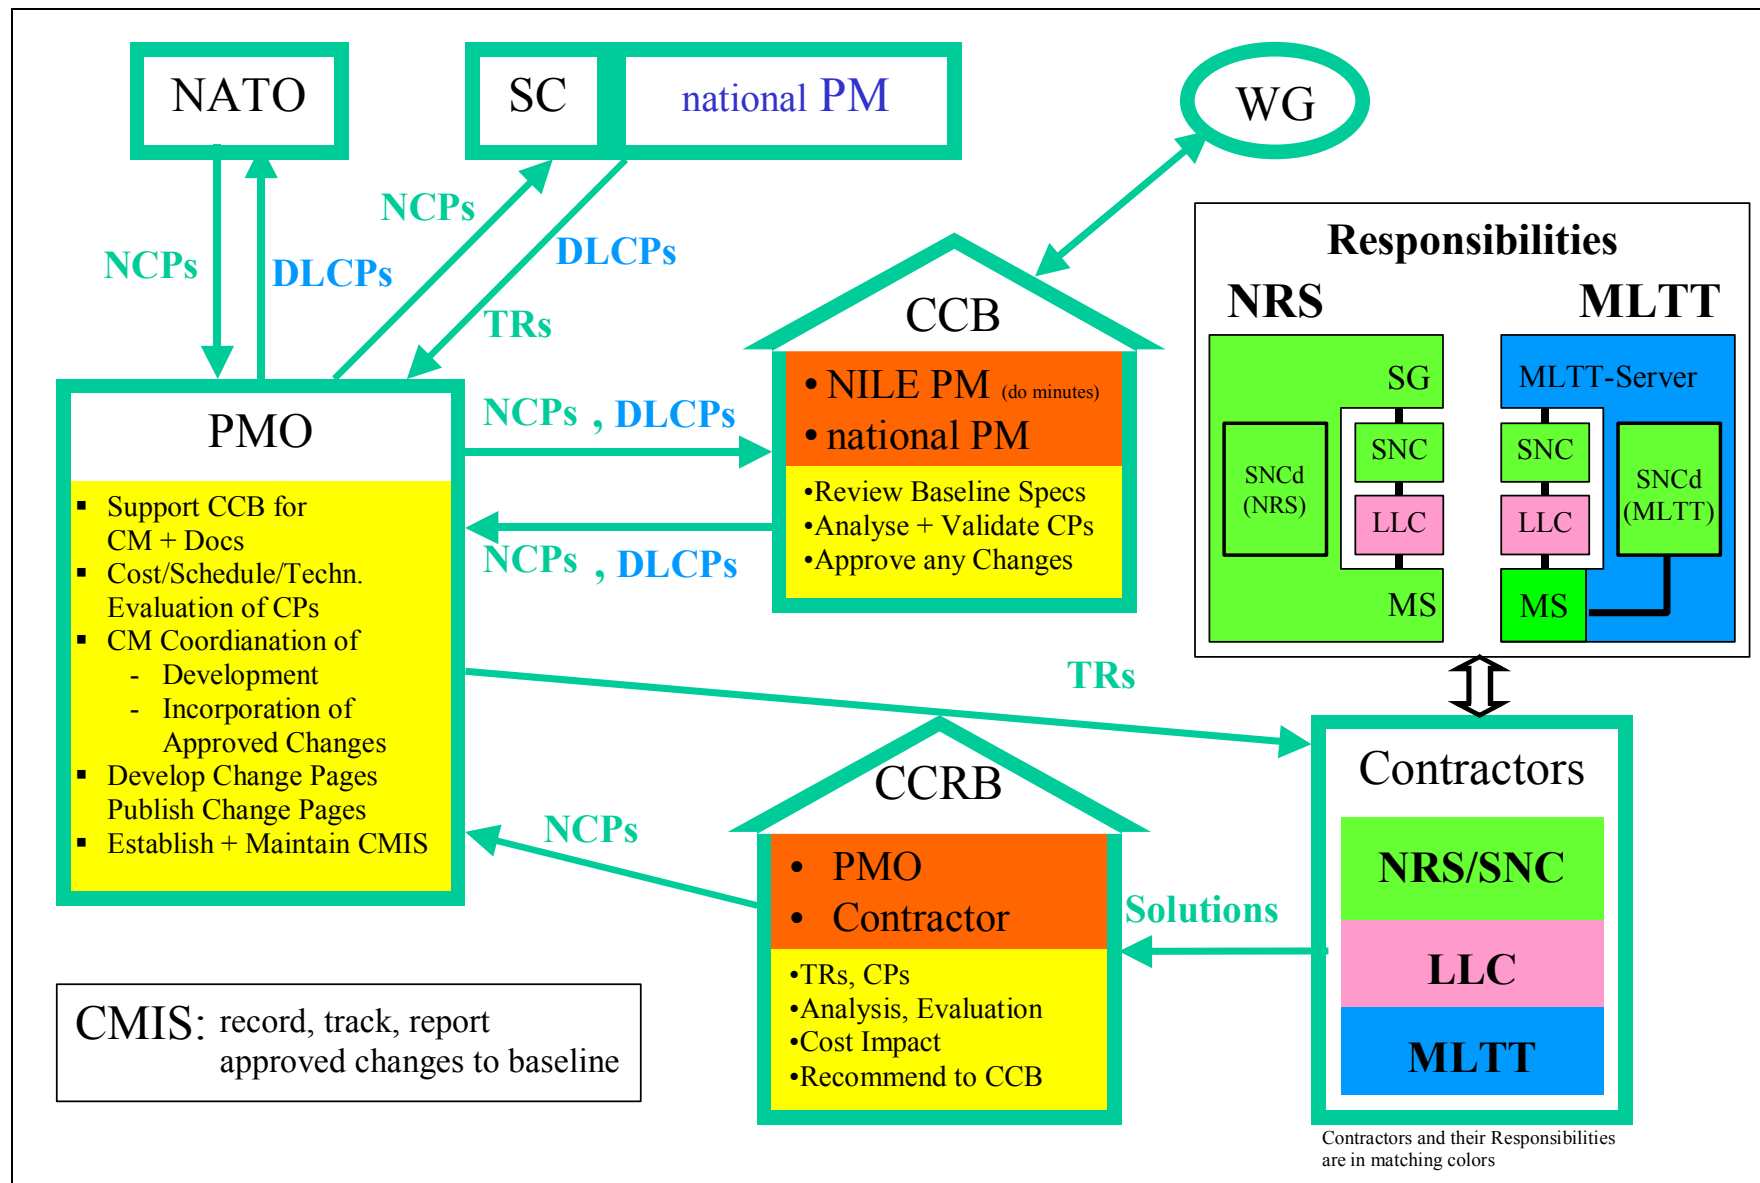 NATO
SC
national PM
WG
NCPs
DLCPs
NCPs
DLCPs
TRs
CCB
• NILE PM (do minutes)
• national PM
•Review Baseline Specs
•Analyse + Validate CPs
•Approve any Changes
NCPs , DLCPs
NCPs , DLCPs
PMO
▪ Support CCB for
CM + Docs
▪ Cost/Schedule/Techn.
Evaluation of CPs
▪ CM Coordianation of
- Development
- Incorporation of
Approved Changes
▪ Develop Change Pages
Publish Change Pages
▪ Establish + Maintain CMIS
Responsibilities
NRS
MLTT
SG
SNC
LLC
MS
SNCd
(NRS)
MLTT-Server
SNC
LLC
MS
SNCd
(MLTT)
TRs
NCPs
CCRB
• PMO
• Contractor
•TRs, CPs
•Analysis, Evaluation
•Cost Impact
•Recommend to CCB
Solutions
Contractors
NRS/SNC
LLC
MLTT
Contractors and their Responsibilities
are in matching colors
CMIS: record, track, report
approved changes to baseline